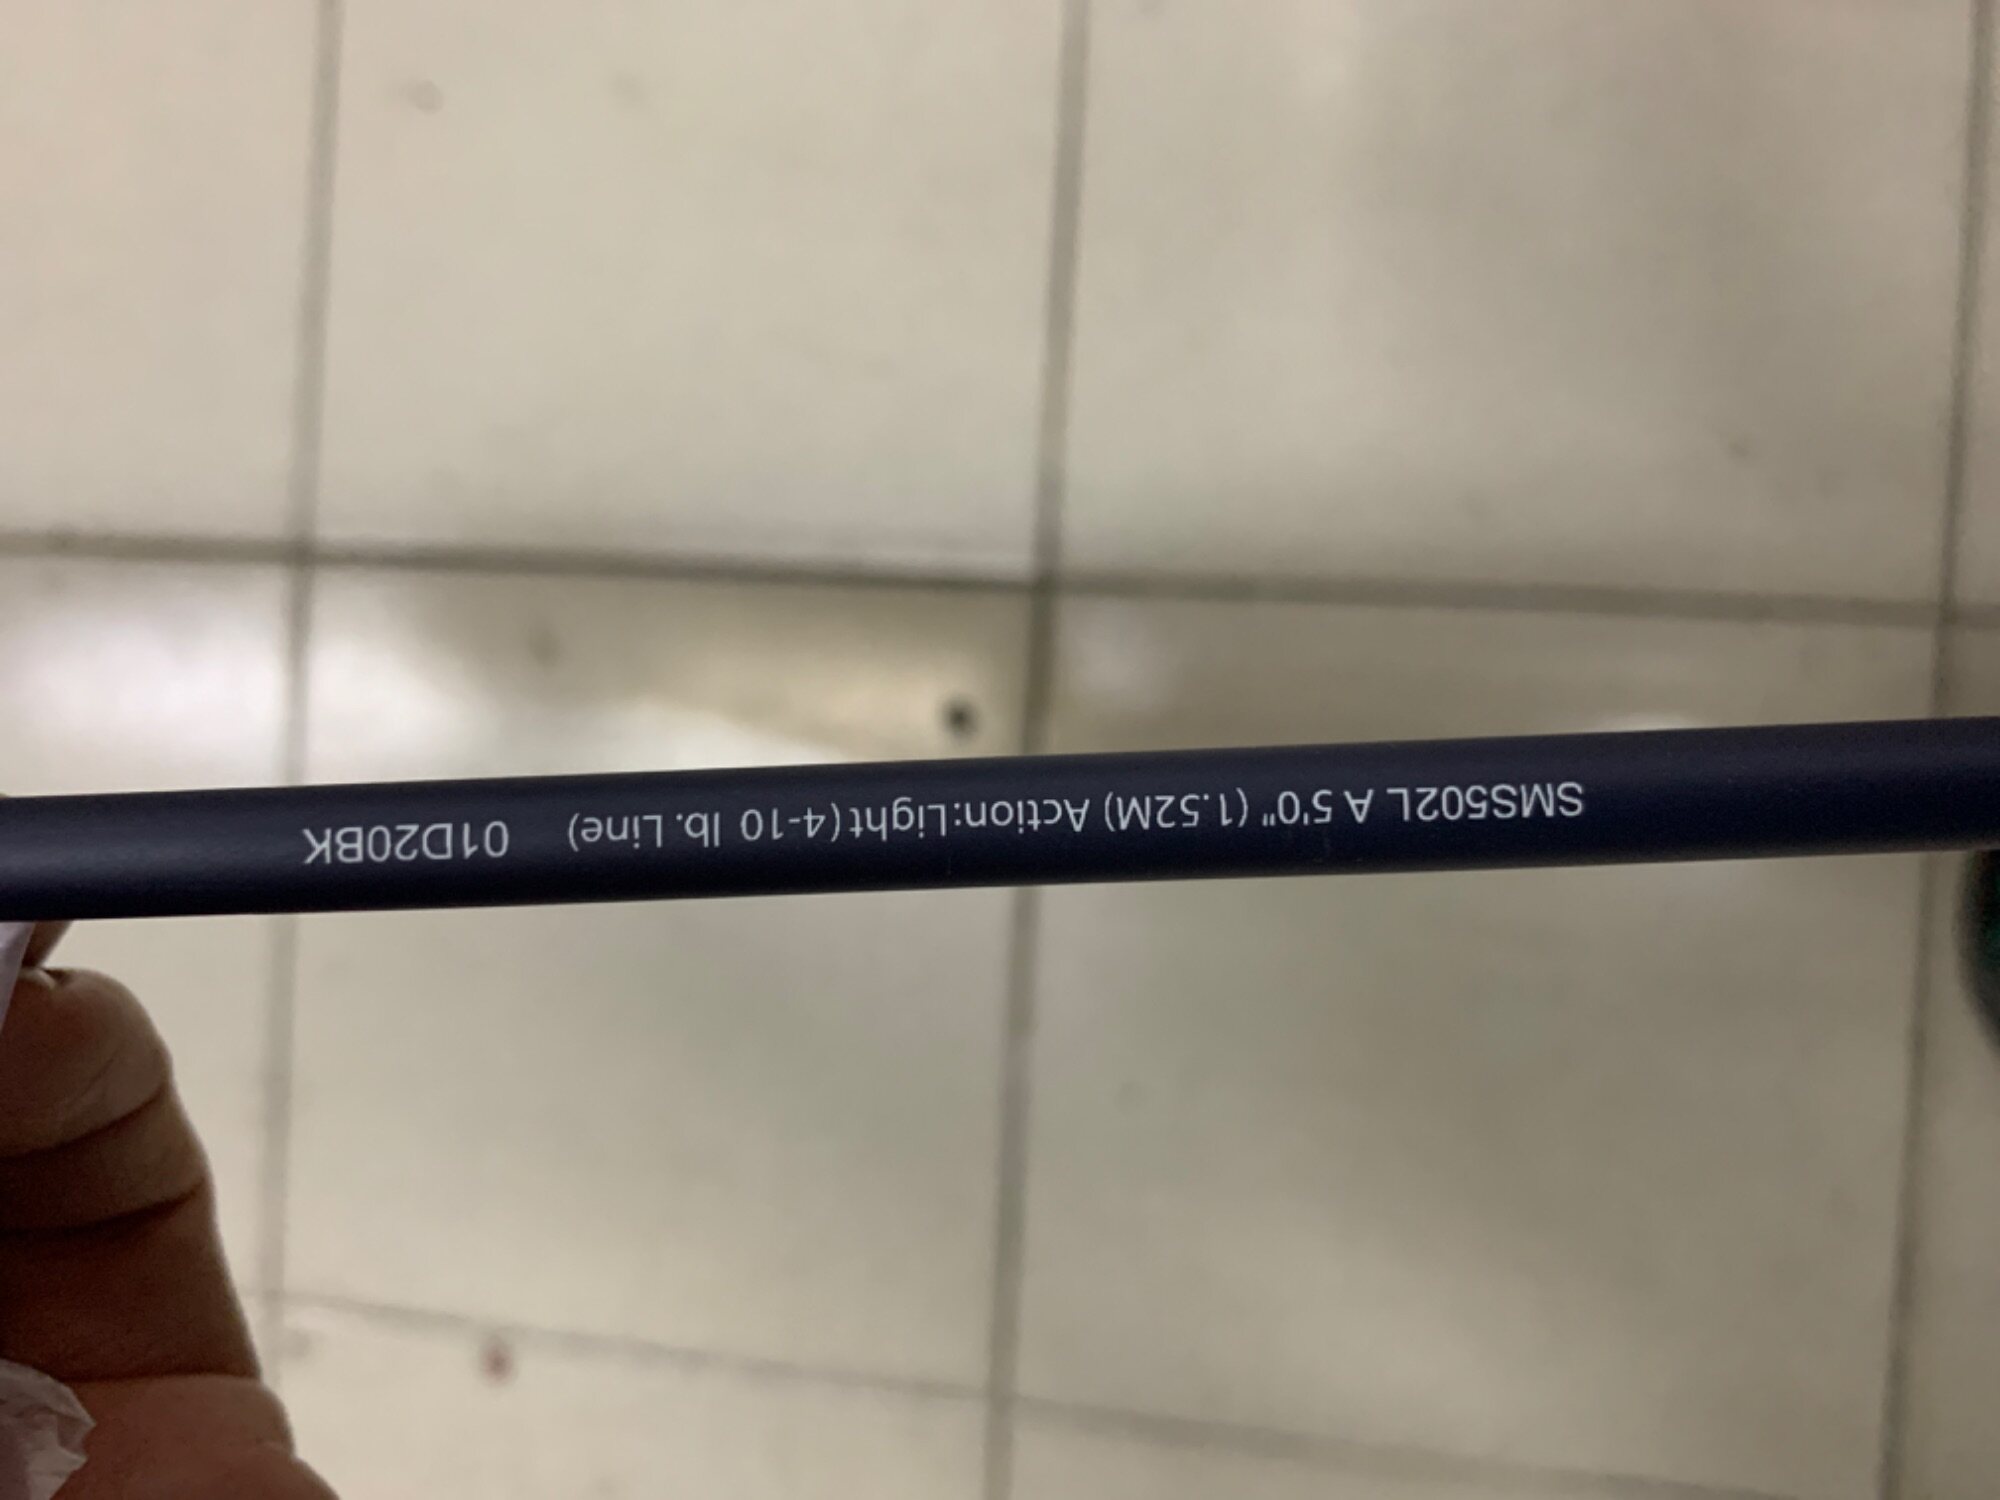 SMS502L A 5'0" (1.52M) Action:Light (4-10 lb. Line) 01D20BK